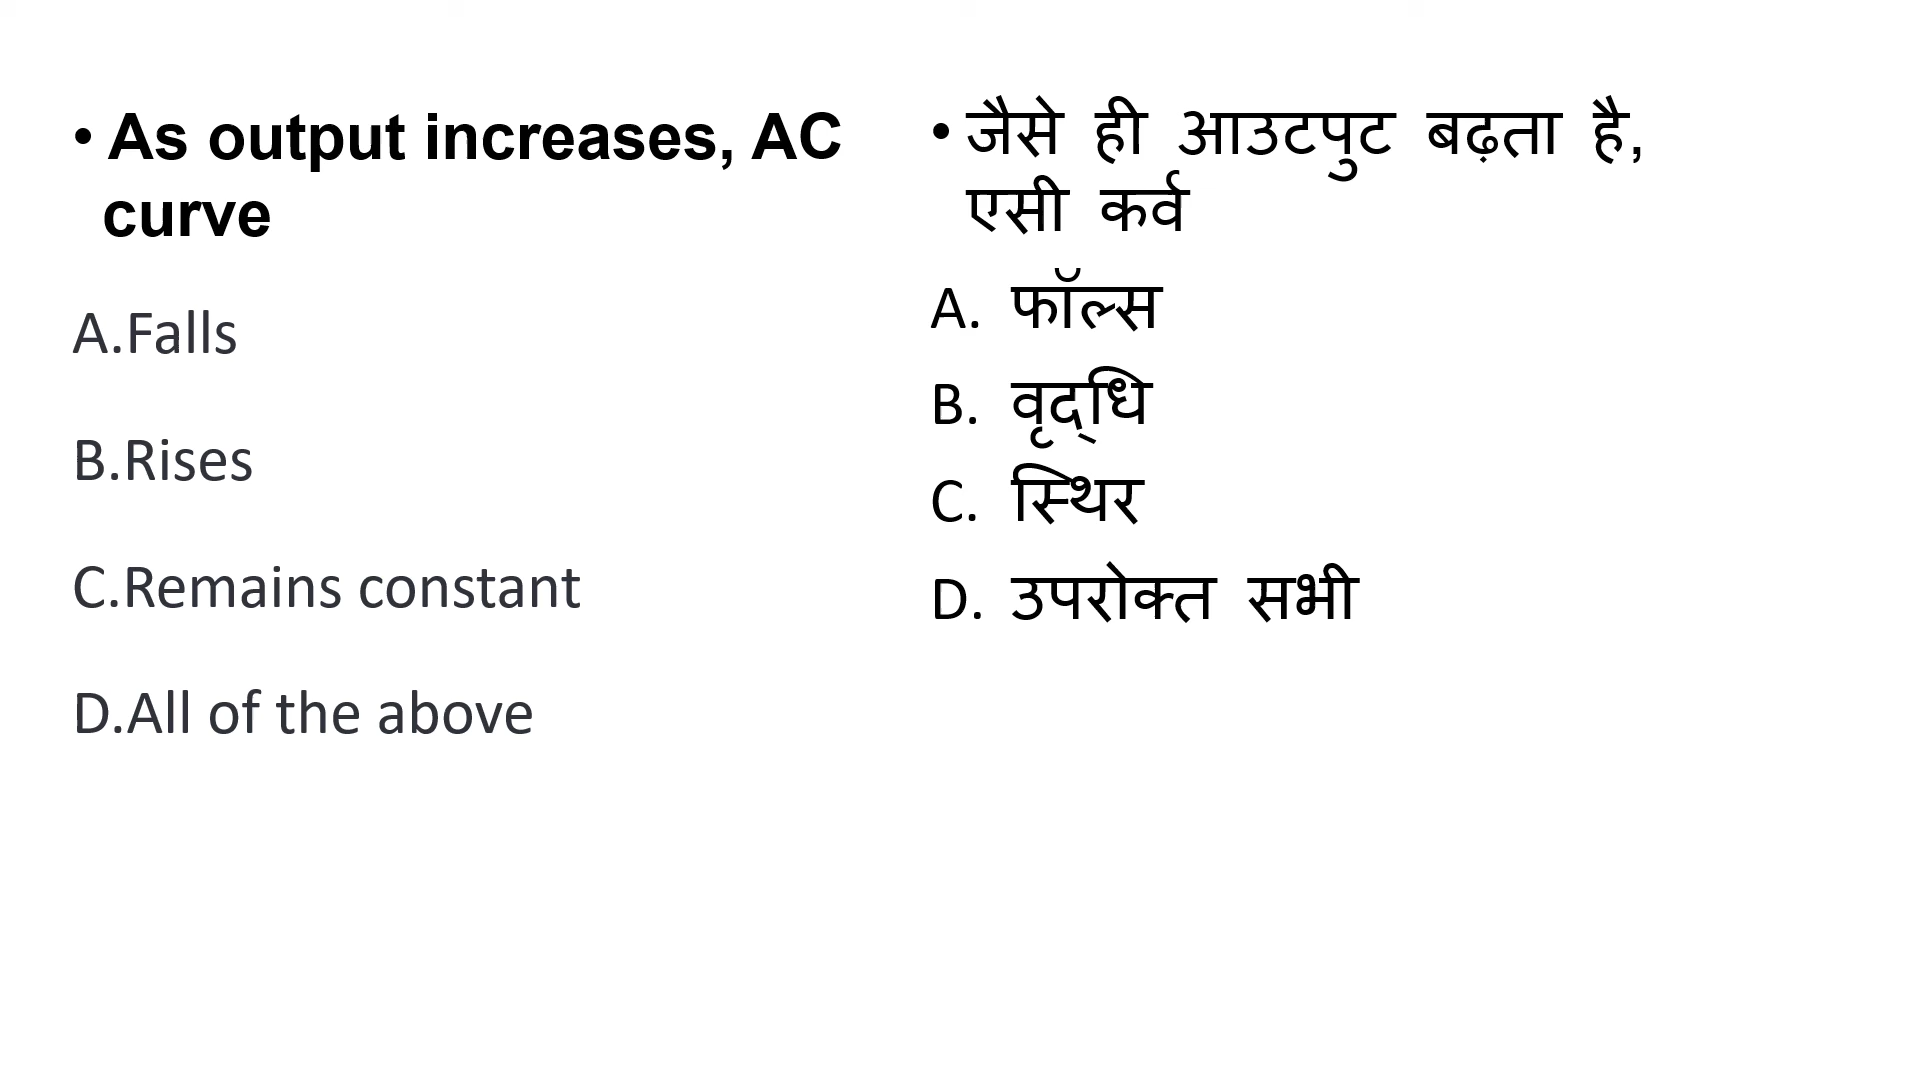 • As output increases, AC
curve
A.Falls
B.Rises
C.Remains constant
D.All of the above
• जैसे ही आउटपुट बढ़ता है,
एसी कर्व
A. फॉल्स
B. वृद्‌धि
C. स्थिर
D. उपरोक्त सभी